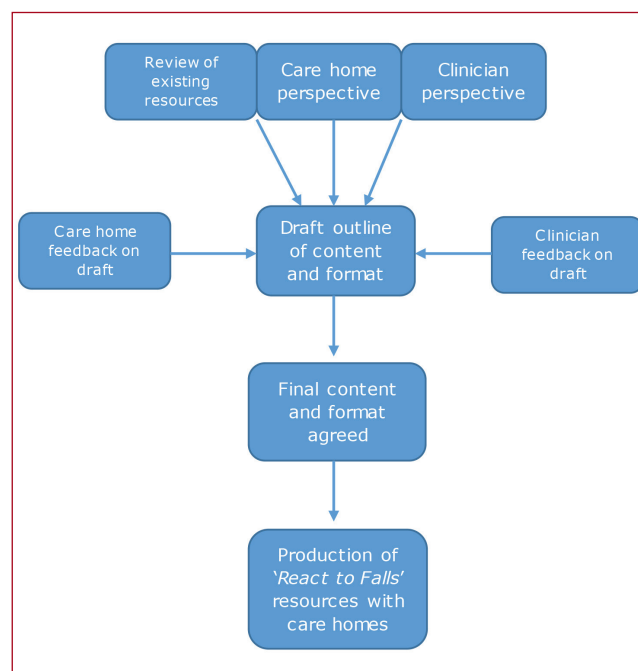 Review of
existing
resources
Care home
perspective
Clinician
perspective
Care home
feedback on
draft
Draft outline
of content
and format
Clinician
feedback on
draft
Final content
and format
agreed
Production of
‘React to Falls’
resources with
care homes